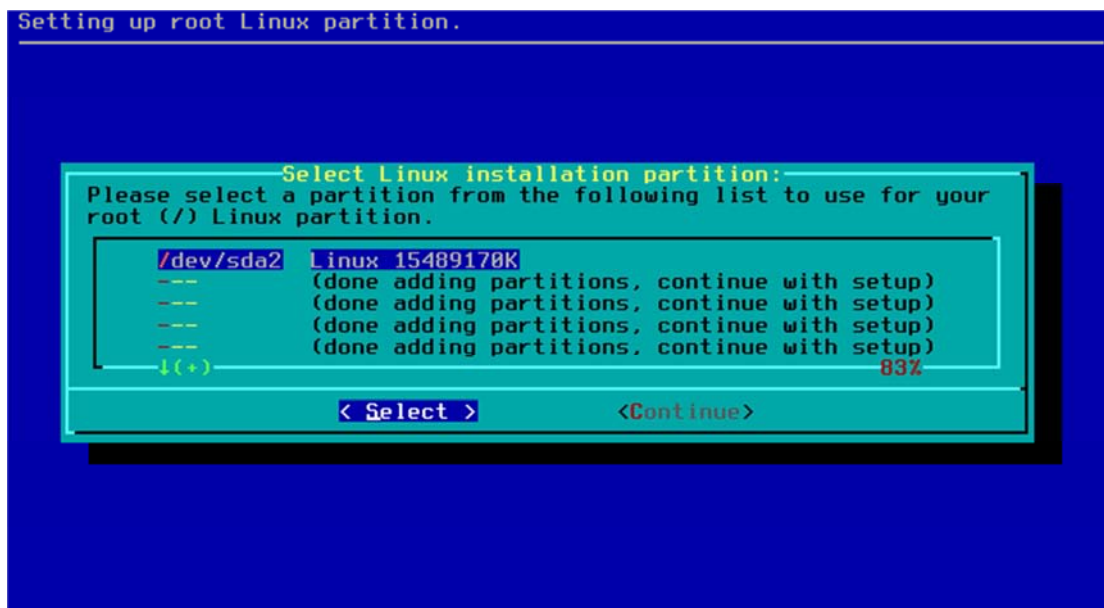 Setting up root Linux partition.
Select Linux installation partition:
Please select a partition from the following list to use for your
root (/) Linux partition.
/dev/sda2 Linux 15489170K
--- (done adding partitions, continue with setup)
--- (done adding partitions, continue with setup)
--- (done adding partitions, continue with setup)
--- (done adding partitions, continue with setup)
↓(+) 83%
< Select > <Continue>